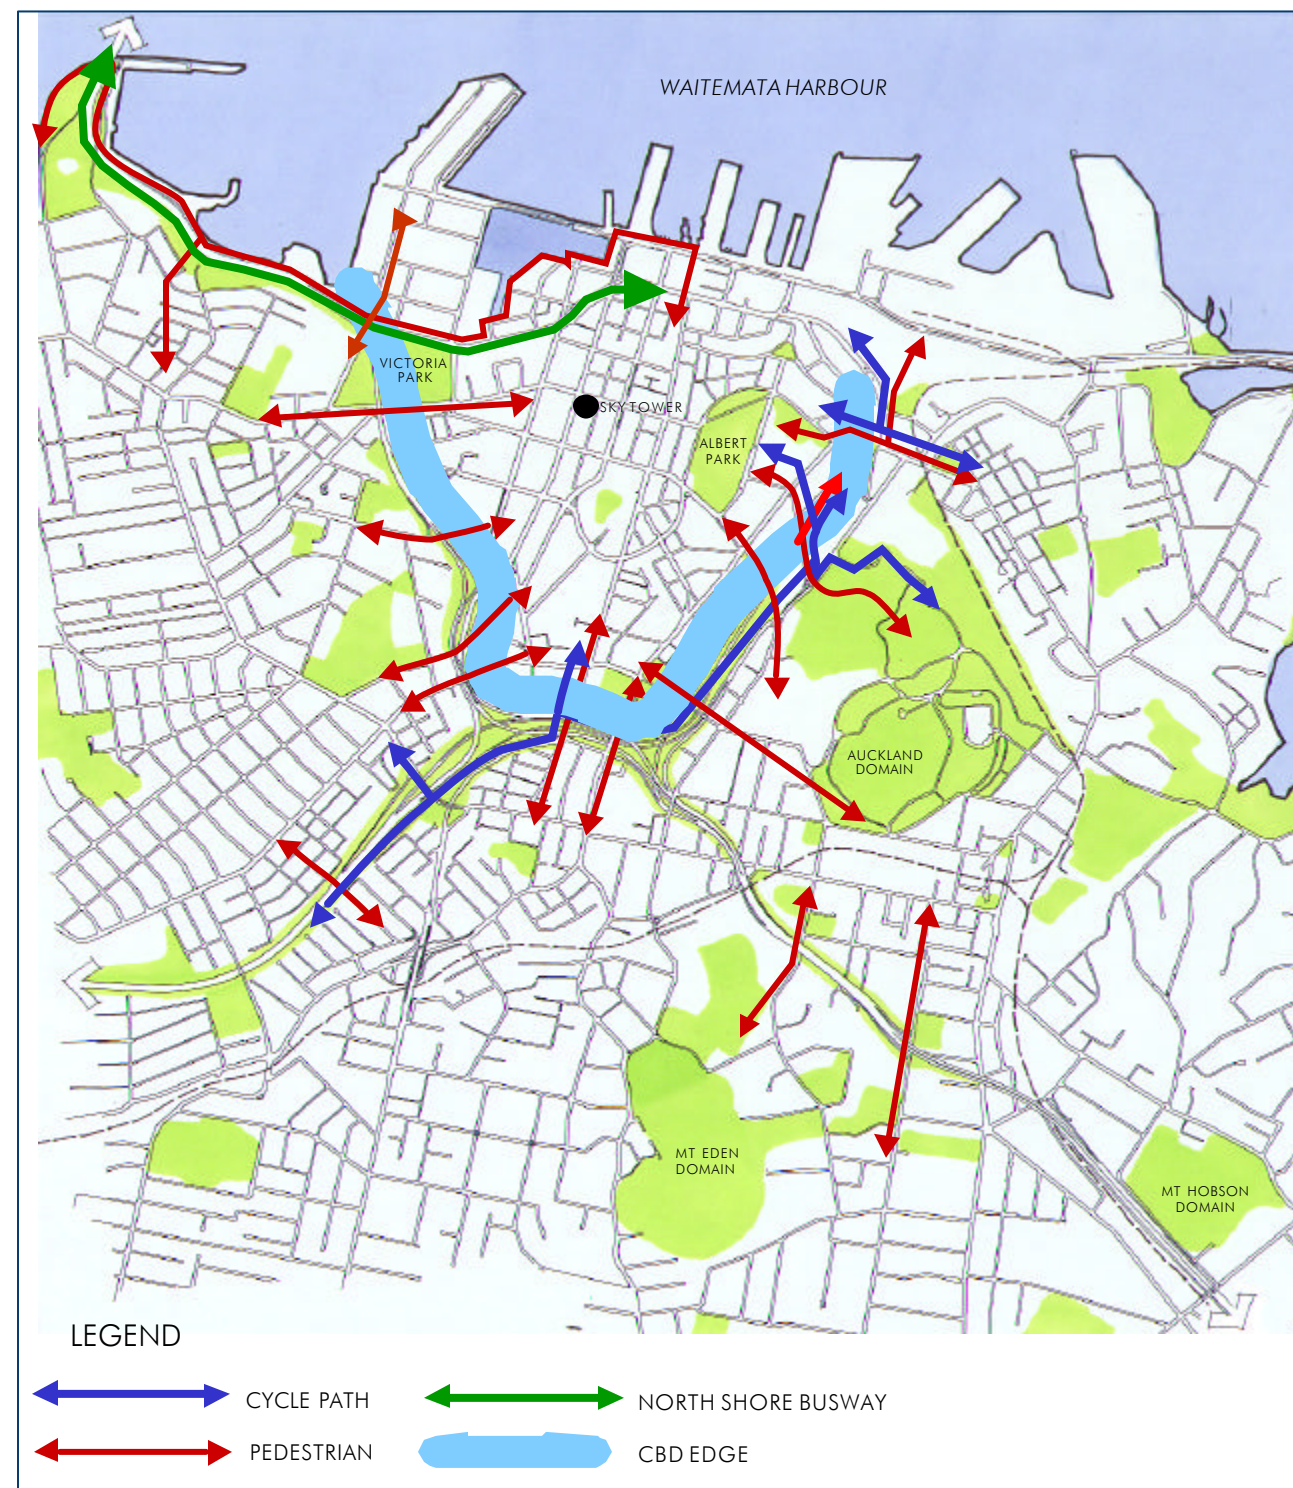 WAITEMATA HARBOUR
VICTORIA
PARK
SKY TOWER
ALBERT
PARK
AUCKLAND
DOMAIN
MT EDEN
DOMAIN
MT HOBSON
DOMAIN
LEGEND
CYCLE PATH
NORTH SHORE BUSWAY
PEDESTRIAN
CBD EDGE